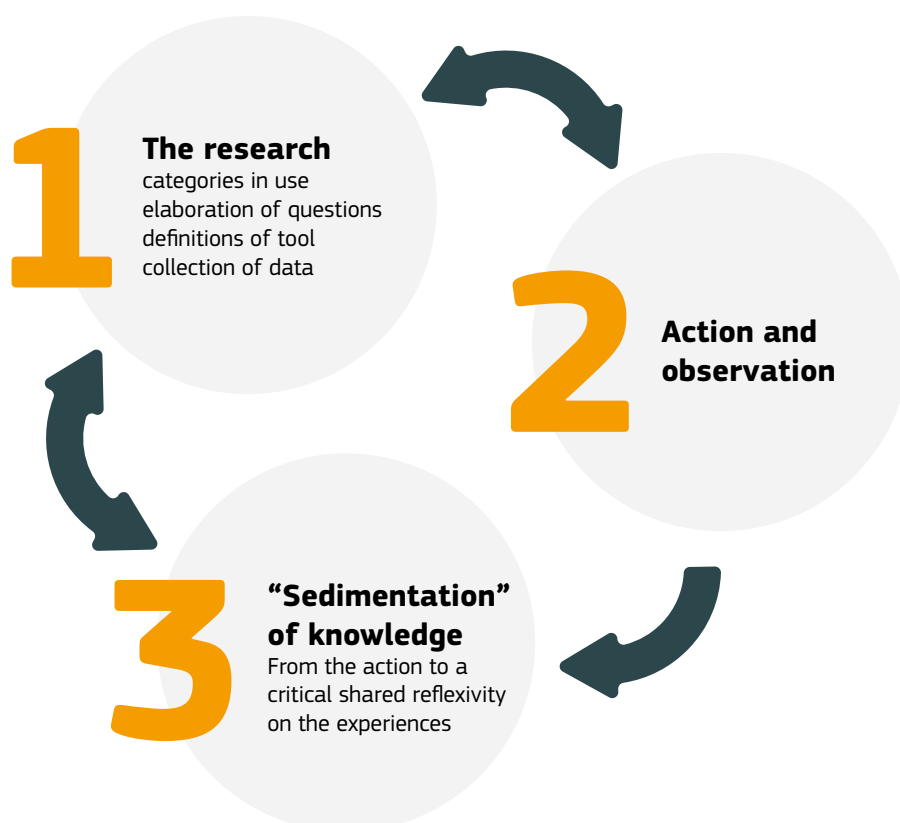 1
The research
categories in use
elaboration of questions
definitions of tool
collection of data
2
Action and
observation
3
“Sedimentation”
of knowledge
From the action to a
critical shared reflexivity
on the experiences